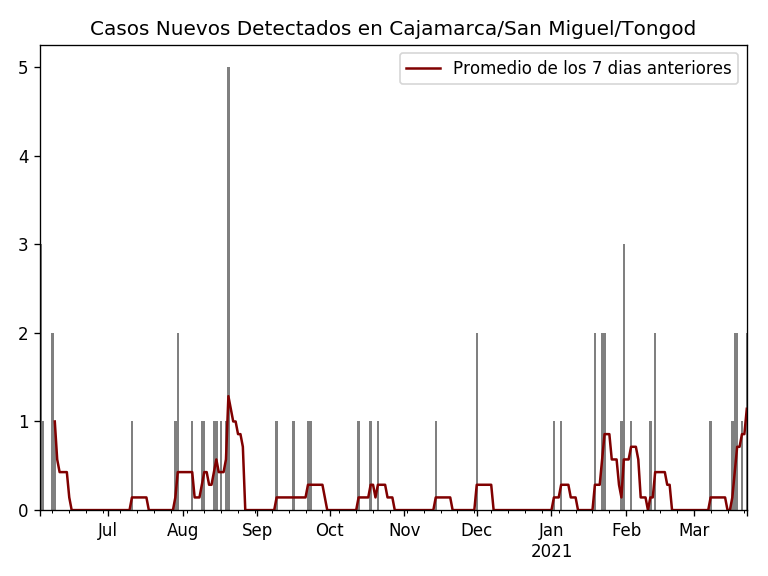 Casos Nuevos Detectados en Cajamarca/San Miguel/Tongod
Promedio de los 7 dias anteriores
5
4
3
2
1
0
Jul Aug Sep Oct Nov Dec Jan Feb Mar
2021